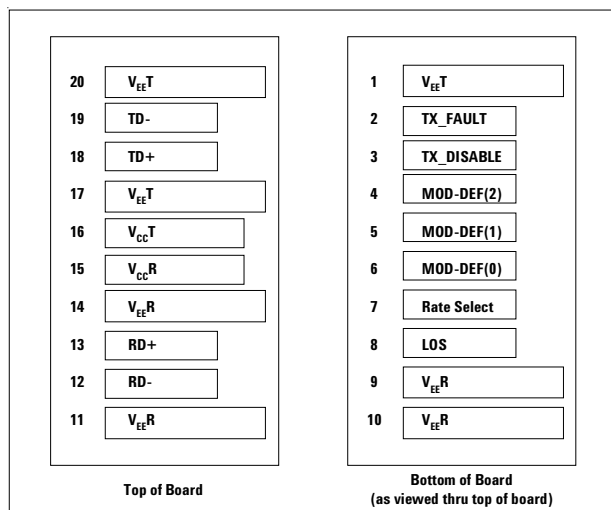 20 VEET
19 TD-
18 TD+
17 VEET
16 VCCT
15 VCCR
14 VEER
13 RD+
12 RD-
11 VEER
Top of Board
1 VEET
2 TX_FAULT
3 TX_DISABLE
4 MOD-DEF(2)
5 MOD-DEF(1)
6 MOD-DEF(0)
7 Rate Select
8 LOS
9 VEER
10 VEER
Bottom of Board
(as viewed thru top of board)